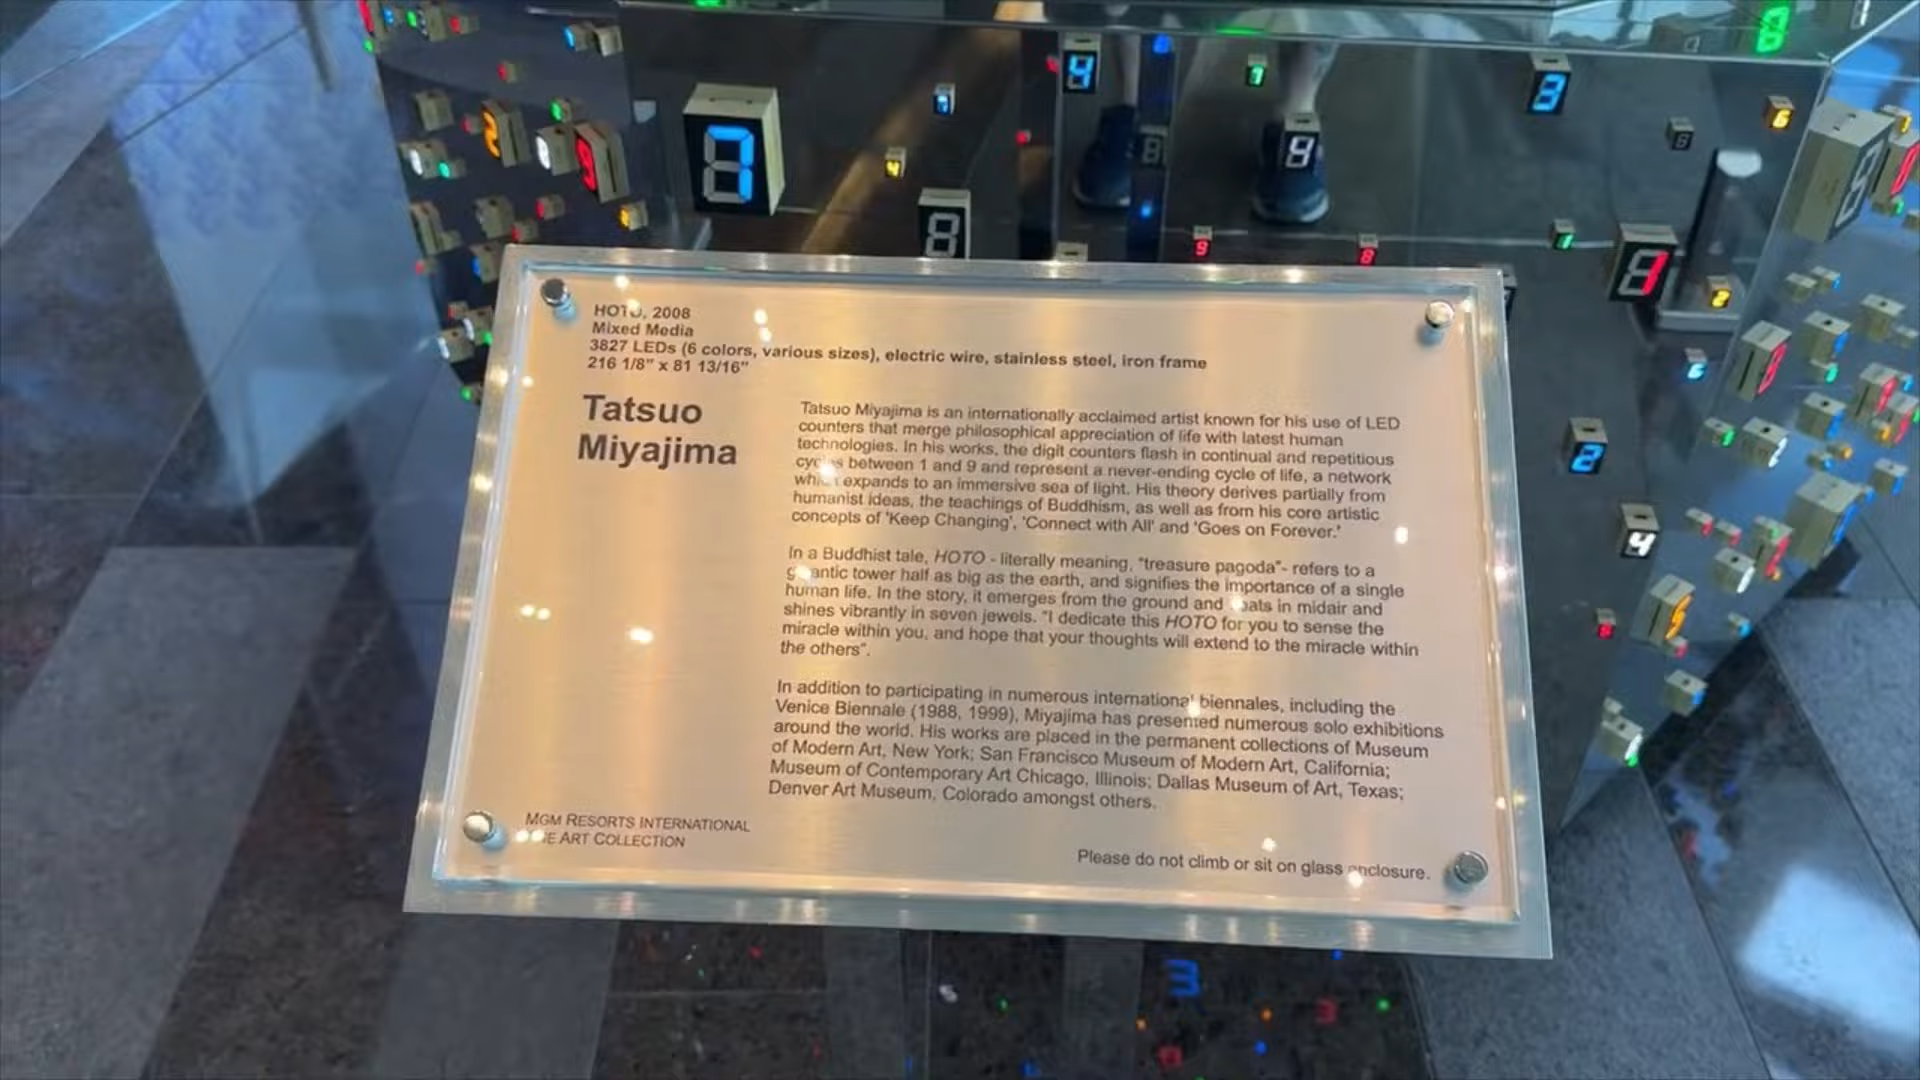 HOTO, 2008
Mixed Media
3827 LEDs (6 colors, various sizes), electric wire, stainless steel, iron frame
216 1/8" x 81 13/16"
Tatsuo
Miyajima
Tatsuo Miyajima is an internationally acclaimed artist known for his use of LED
counters that merge philosophical appreciation of life with latest human
technologies. In his works, the digit counters flash in continual and repetitious
cycles between 1 and 9 and represent a never-ending cycle of life, a network
which expands to an immersive sea of light. His theory derives partially from
humanist ideas, the teachings of Buddhism, as well as from his core artistic
concepts of 'Keep Changing', 'Connect with All' and 'Goes on Forever.'
In a Buddhist tale, HOTO - literally meaning, "treasure pagoda"- refers to a
gigantic tower half as big as the earth, and signifies the importance of a single
human life. In the story, it emerges from the ground and floats in midair and
shines vibrantly in seven jewels. "I dedicate this HOTO for you to sense the
miracle within you, and hope that your thoughts will extend to the miracle within
the others".
In addition to participating in numerous international biennales, including the
Venice Biennale (1988, 1999), Miyajima has presented numerous solo exhibitions
around the world. His works are placed in the permanent collections of Museum
of Modern Art, New York; San Francisco Museum of Modern Art, California;
Museum of Contemporary Art Chicago, Illinois; Dallas Museum of Art, Texas;
Denver Art Museum, Colorado amongst others.
MGM RESORTS INTERNATIONAL
FINE ART COLLECTION
Please do not climb or sit on glass enclosure.